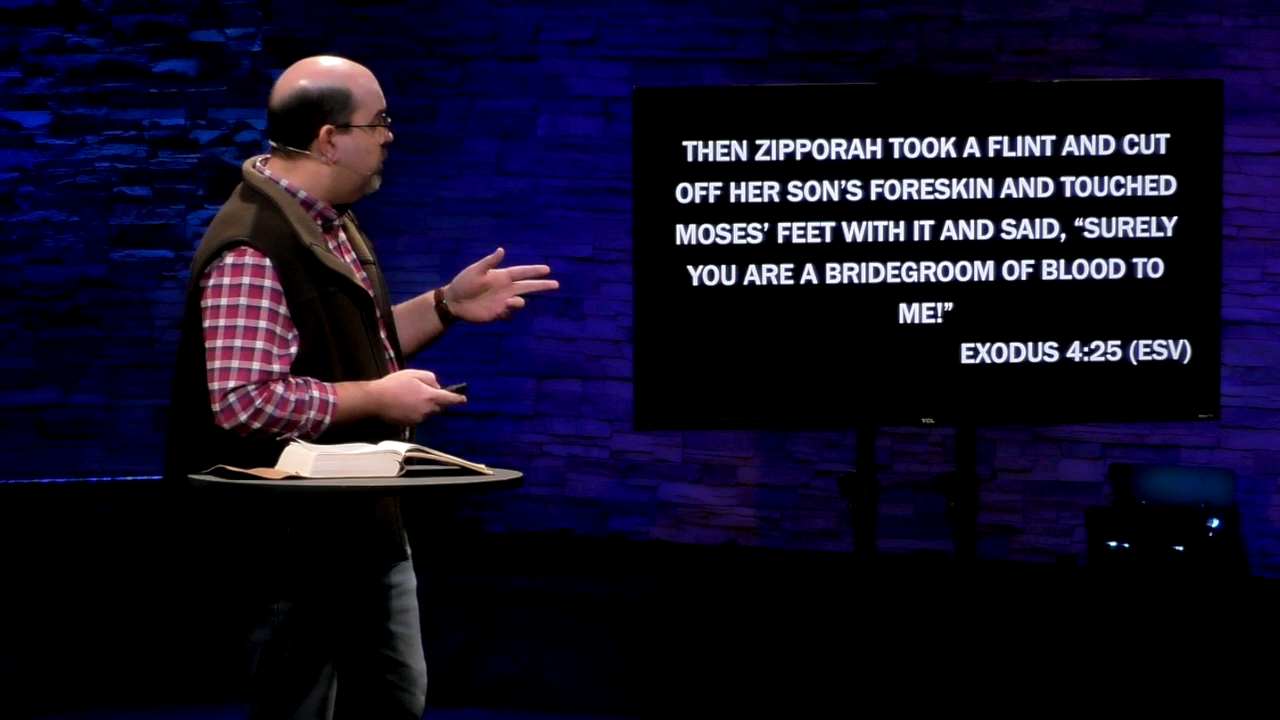 THEN ZIPPORAH TOOK A FLINT AND CUT
OFF HER SON'S FORESKIN AND TOUCHED
MOSES' FEET WITH IT AND SAID, “SURELY
YOU ARE A BRIDEGROOM OF BLOOD TO
ME!”
EXODUS 4:25 (ESV)
TCL